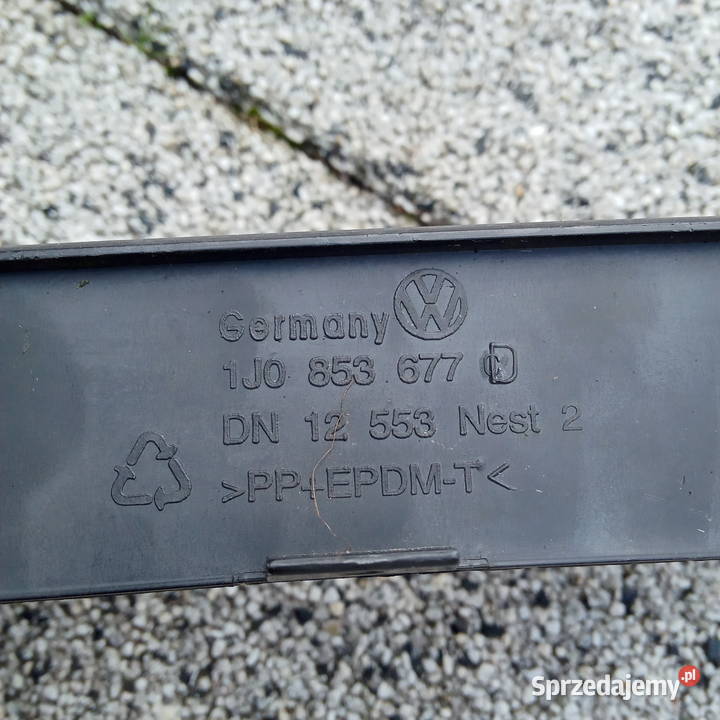 Germany
1J0 853 677 D
DN 12 553 Nest 2
>PP+EPDM-T<
Sprzedajemy.pl